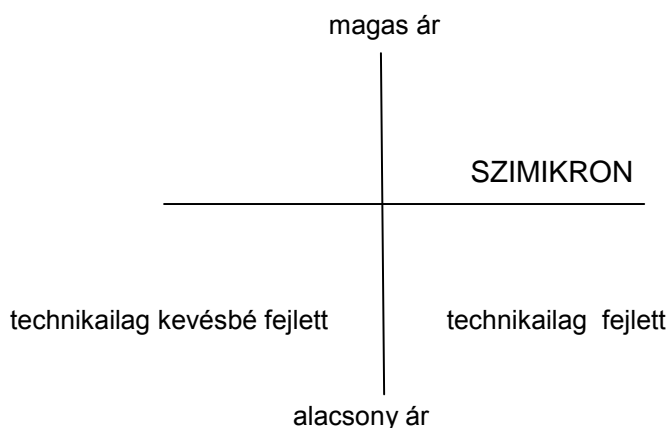 magas ár
SZIMIKRON
technikailag kevésbé fejlett technikailag fejlett
alacsony ár